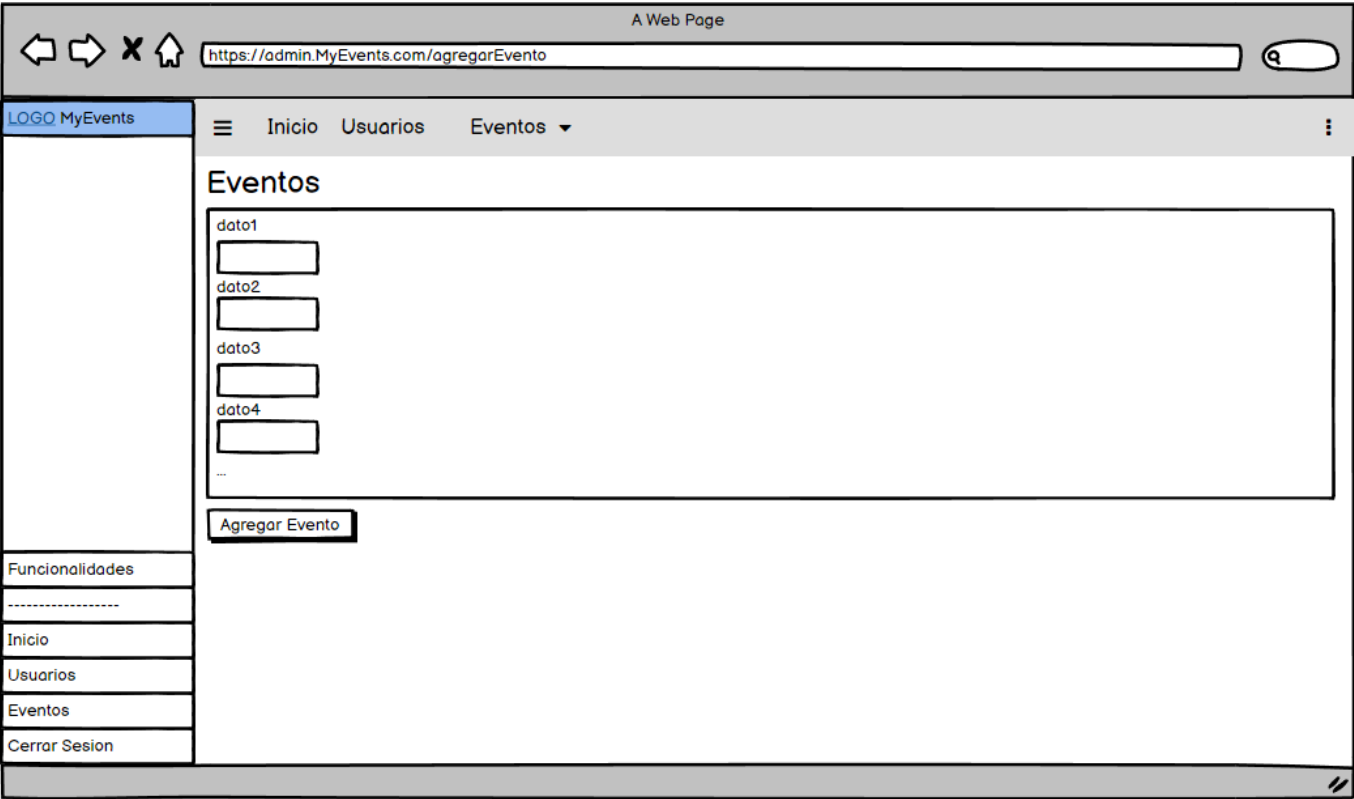 A Web Page
https://admin.MyEvents.com/agregarEvento
LOGO MyEvents
Inicio Usuarios Eventos
Eventos
dato1
dato2
dato3
dato4
...
Agregar Evento
Funcionalidades
------------------
Inicio
Usuarios
Eventos
Cerrar Sesion